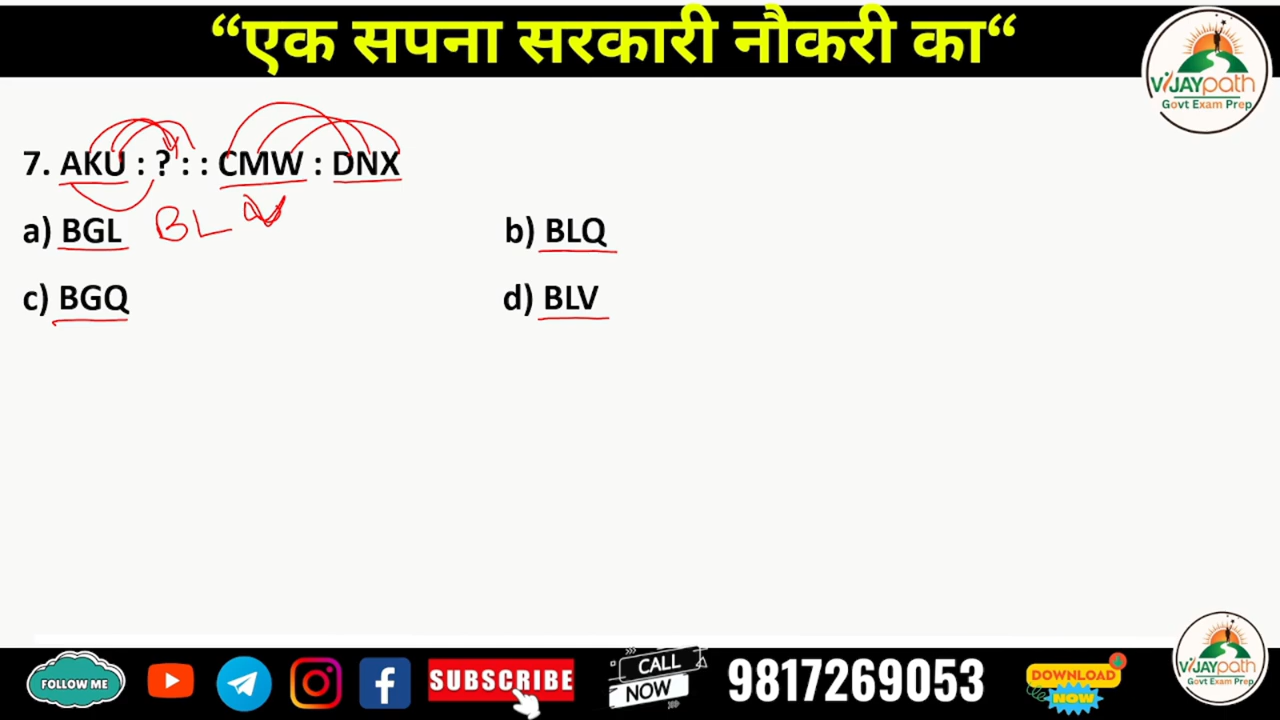 “एक सपना सरकारी नौकरी का“
ViJAYpath
Govt Exam Prep
7. AKU : ? : : CMW : DNX
a) BGL
BL
b) BLQ
c) BGQ
d) BLV
ViJAYpath
Govt Exam Prep
FOLLOW ME
SUBSCRIBE
CALL
NOW
9817269053
DOWNLOAD
NOW